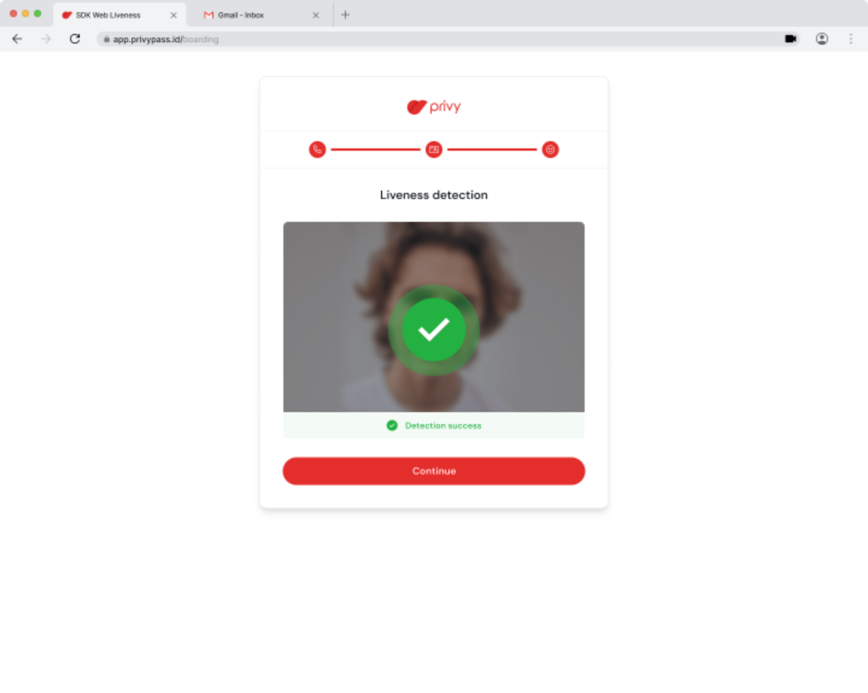 SDK Web Liveness
Gmail - Inbox
app.privypass.id/boarding
privy
Liveness detection
Detection success
Continue